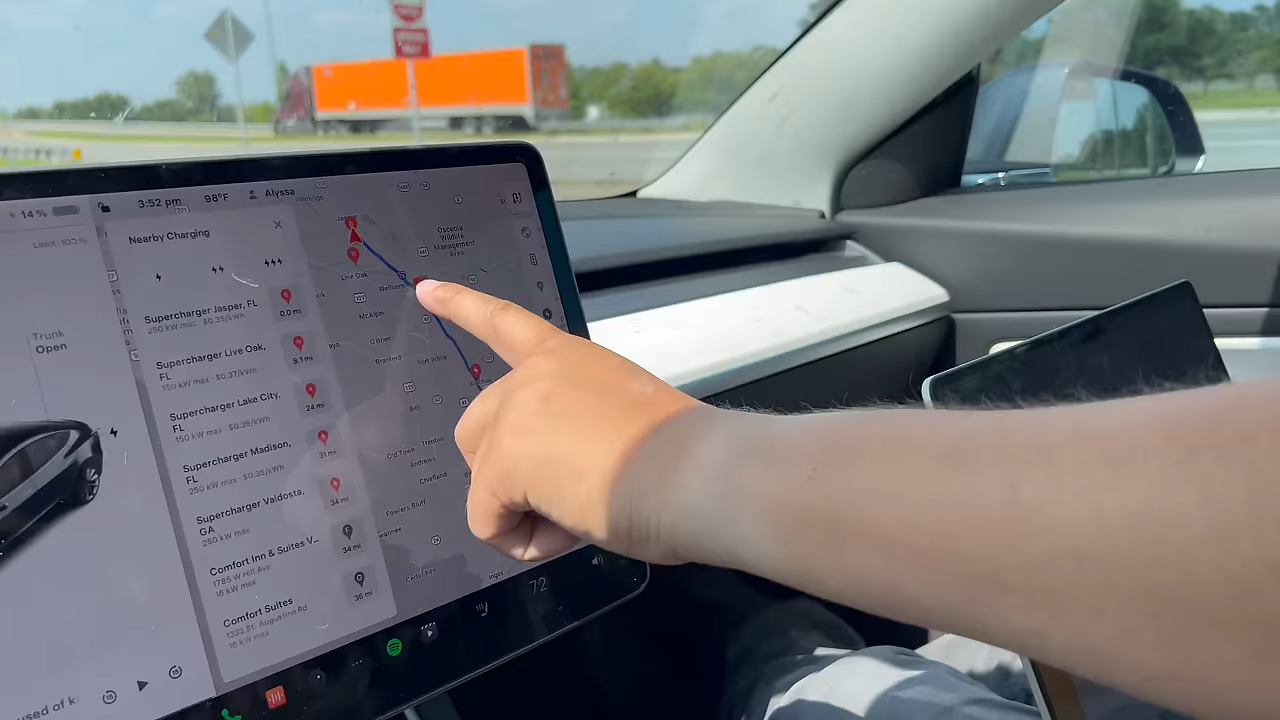 14%
3:52 pm
98°F
Alyssa
Limit: 100%
Trunk
Open
Nearby Charging
Supercharger Jasper, FL
250 kW max · $0.35/kWh
0.0 mi
Supercharger Live Oak,
FL
150 kW max · $0.37/kWh
8.1 mi
Supercharger Lake City,
FL
150 kW max · $0.38/kWh
24 mi
Supercharger Madison,
FL
250 kW max · $0.35/kWh
31 mi
Supercharger Valdosta,
GA
250 kW max
34 mi
Comfort Inn & Suites V...
1785 W Hill Ave
16 kW max
34 mi
Comfort Suites
1332 St. Augustine Rd
16 kW max
36 mi
Jennings
Jasper
Osceola
Wildlife
Management
Area
Live Oak
Wellborn
McAlpin
O'Brien
Branford
Fort White
Bell
Old Town
Trenton
Andrews
Chiefland
Fowlers Bluff
Cedar Key
Inglis
72